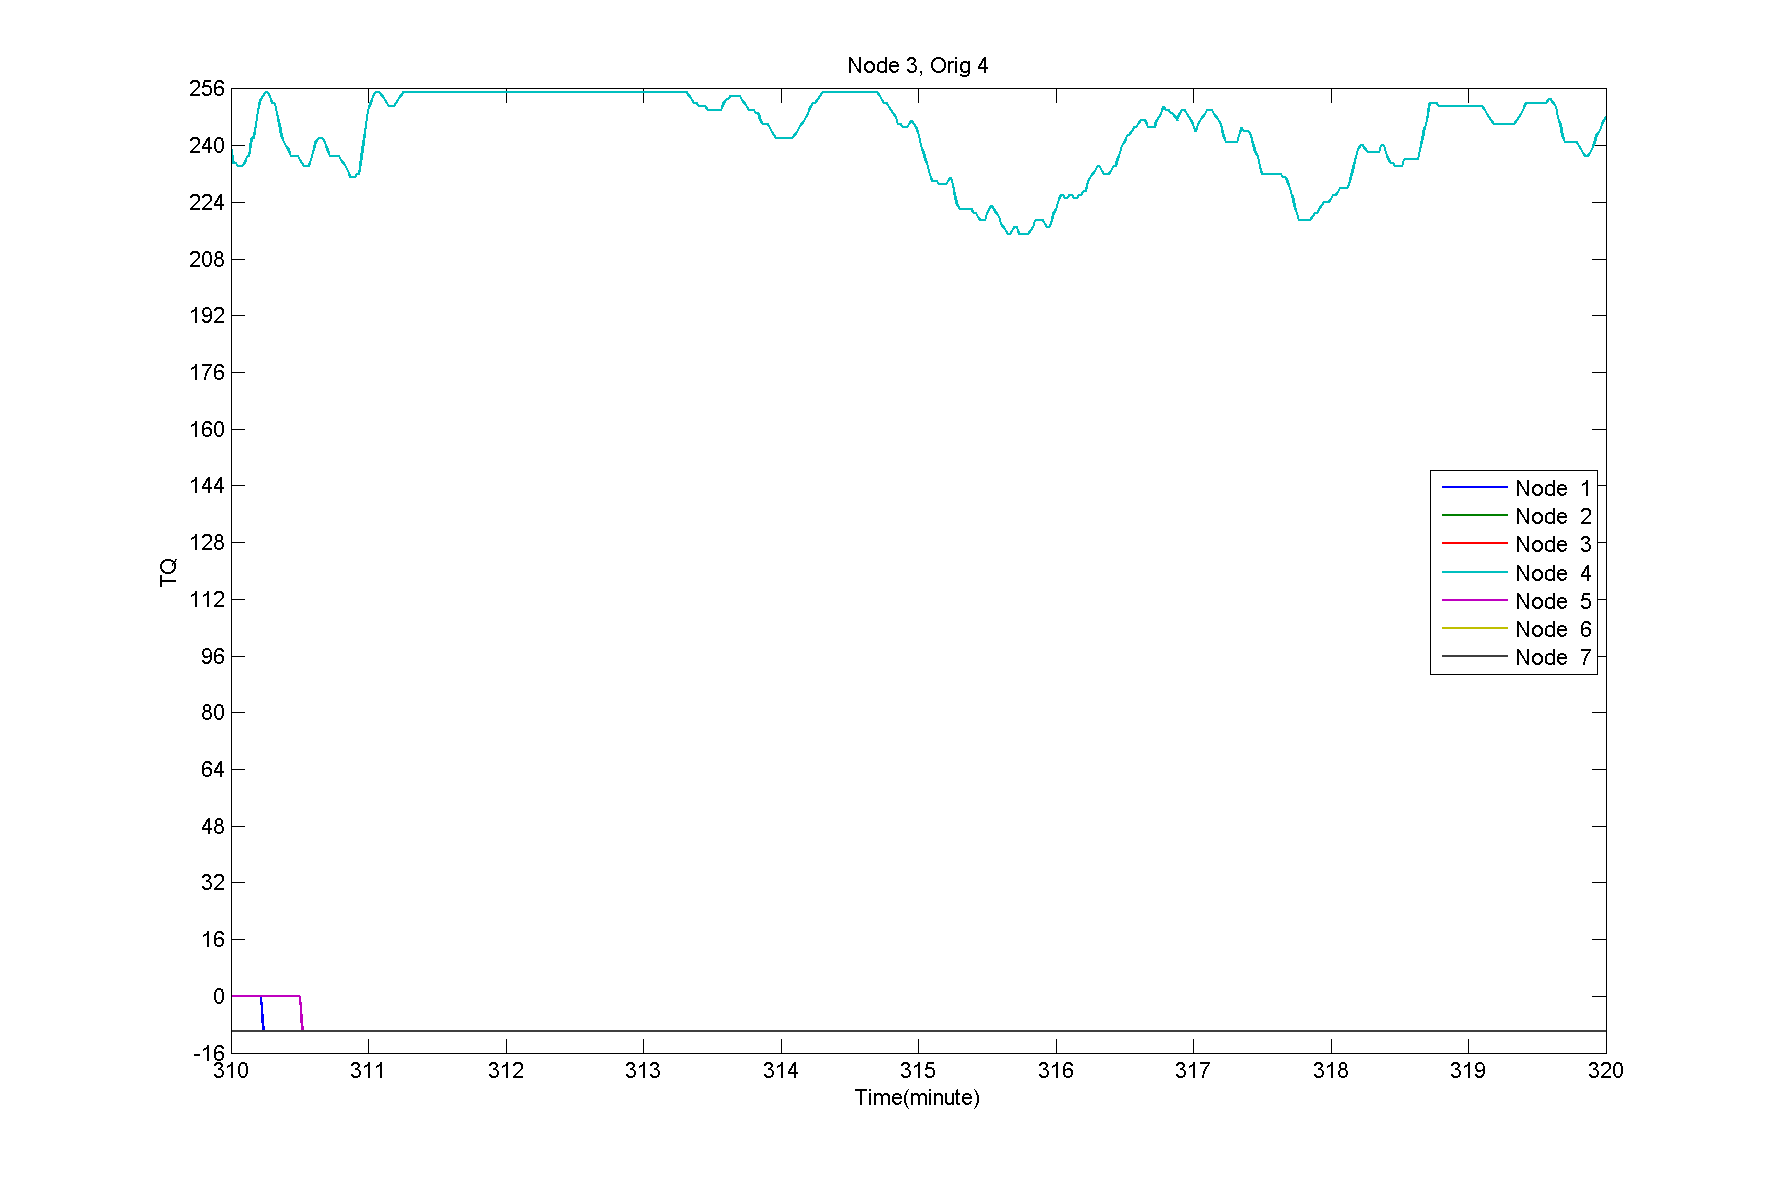 Node 3, Orig 4
256
240
224
208
192
176
160
144
128
112
96
80
64
48
32
16
0
-16
TQ
Node 1
Node 2
Node 3
Node 4
Node 5
Node 6
Node 7
310 311 312 313 314 315 316 317 318 319 320
Time(minute)